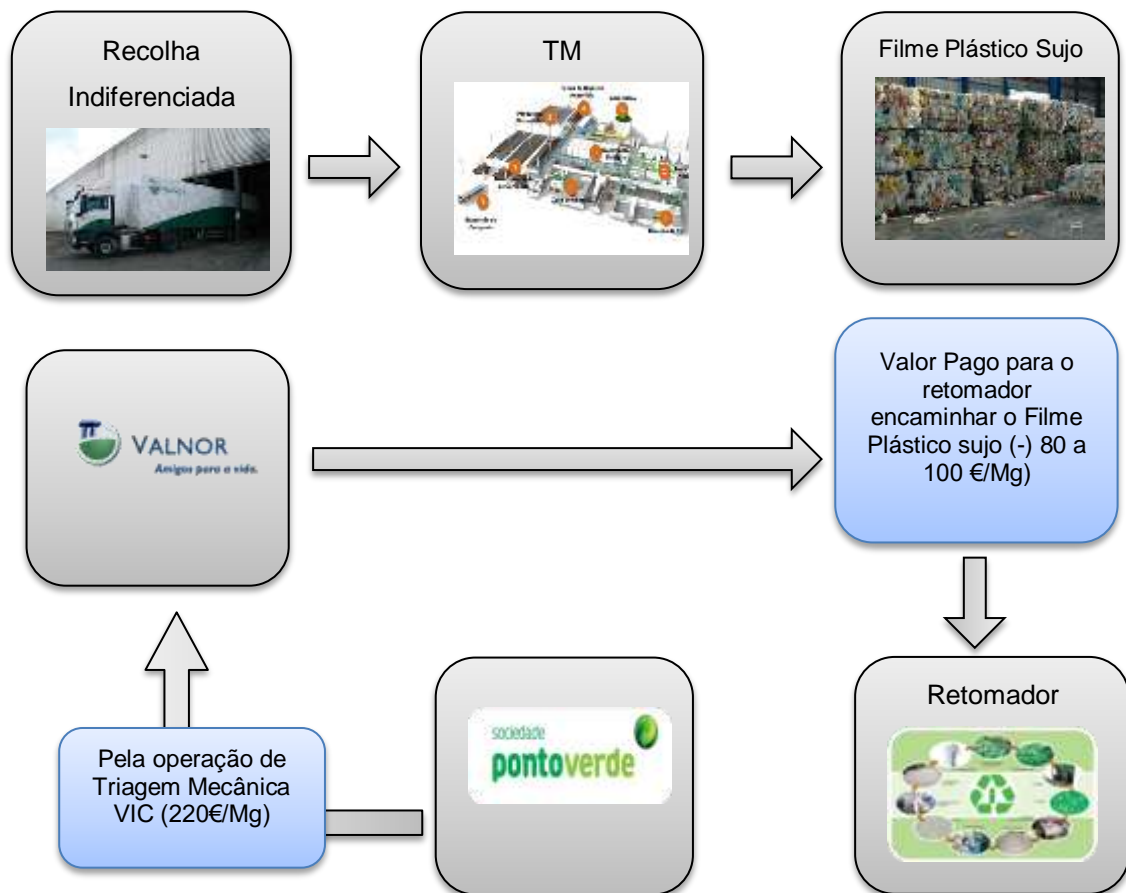 Recolha
Indiferenciada
TM
Filme Plástico Sujo
VALNOR
Amigos para a vida.
Valor Pago para o
retomador
encaminhar o Filme
Plástico sujo (-) 80 a
100 €/Mg)
Pela operação de
Triagem Mecânica
VIC (220€/Mg)
sociedade
pontoverde
Retomador